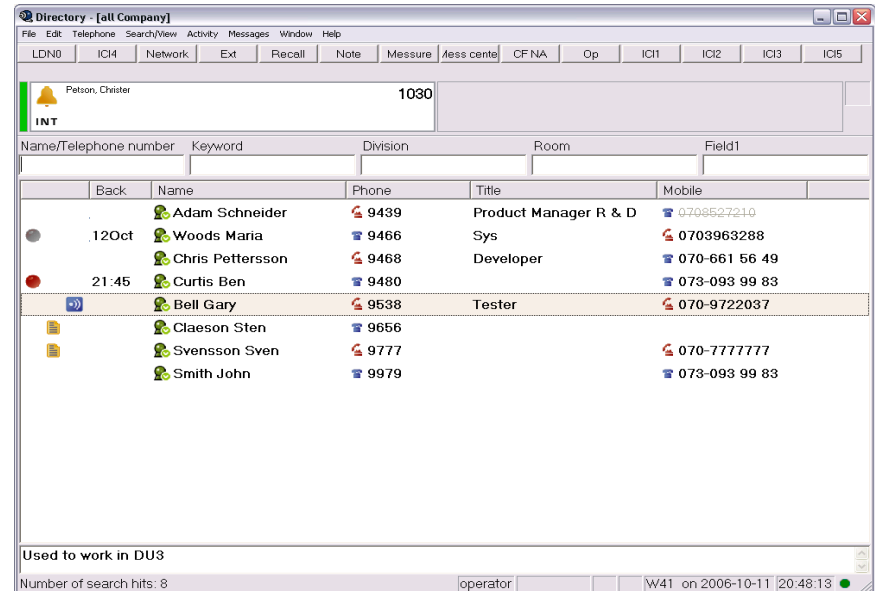 Directory - [all Company]
File Edit Telephone Search/View Activity Messages Window Help
LDN0 ICI4 Network Ext Recall Note Messure Mess cente CF NA Op ICI1 ICI2 ICI3 ICI5
Petson, Christer 1030
INT
Name/Telephone number Keyword Division Room Field1
Back Name Phone Title Mobile
Adam Schneider 9439 Product Manager R & D 0708527210
12Oct Woods Maria 9466 Sys 0703963288
Chris Pettersson 9468 Developer 070-661 56 49
21:45 Curtis Ben 9480 073-093 99 83
Bell Gary 9538 Tester 070-9722037
Claeson Sten 9656
Svensson Sven 9777 070-7777777
Smith John 9979 073-093 99 83
Used to work in DU3
Number of search hits: 8 operator W41 on 2006-10-11 20:48:13